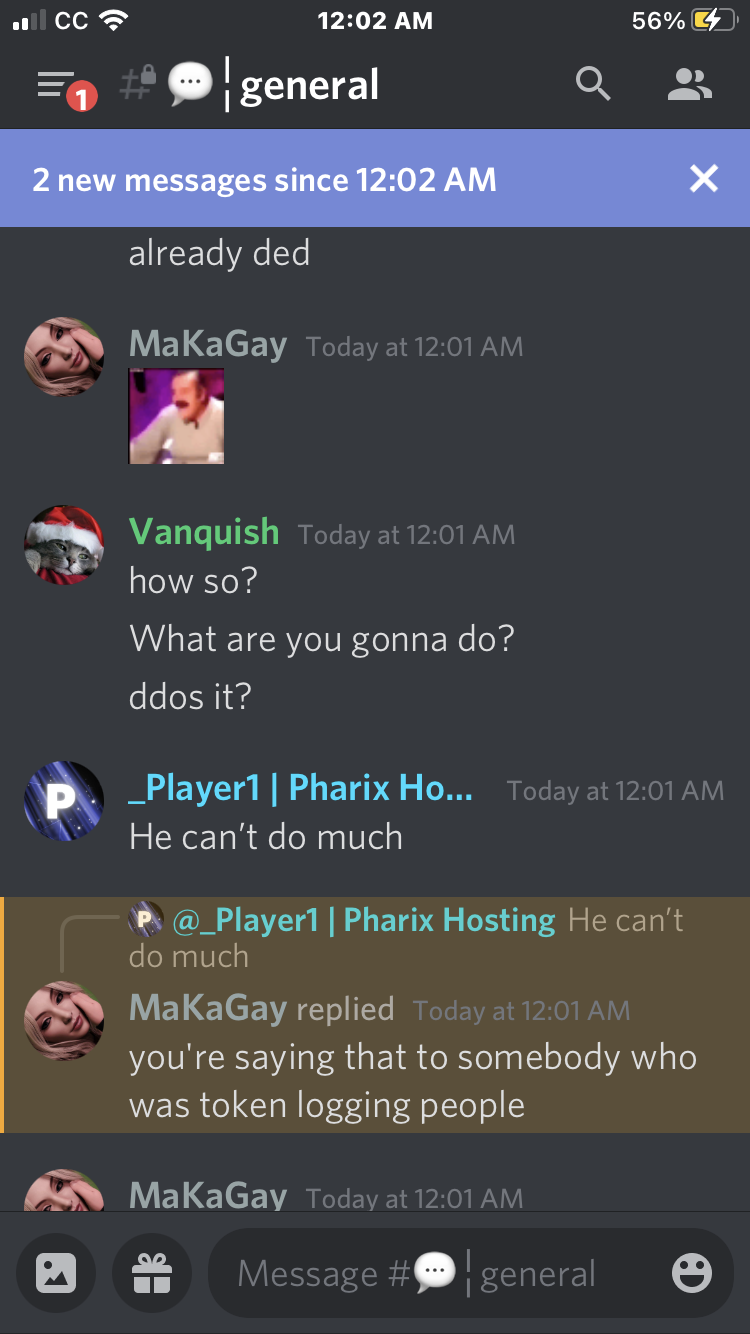 CC 12:02 AM 56%
1 # 💬¦general
2 new messages since 12:02 AM
already ded
MaKaGay Today at 12:01 AM
Vanquish Today at 12:01 AM
how so?
What are you gonna do?
ddos it?
P _Player1 | Pharix Ho... Today at 12:01 AM
He can't do much
P @_Player1 | Pharix Hosting He can't
do much
MaKaGay replied Today at 12:01 AM
you're saying that to somebody who
was token logging people
MaKaGay Today at 12:01 AM
Message #💬¦general